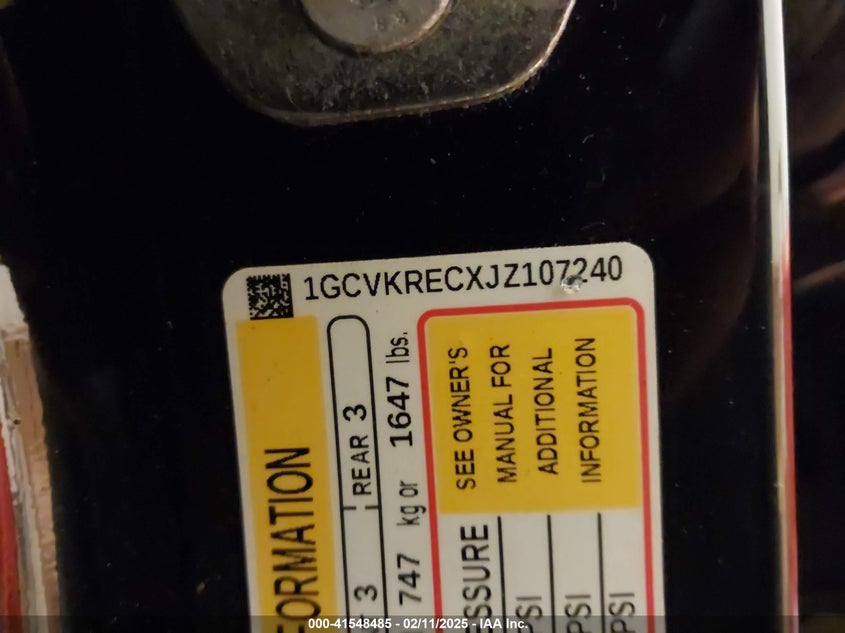 1GCVKRECXJZ107240
ORMATION
3 REAR 3
747 kg or 1647 lbs.
SEE OWNER'S
MANUAL FOR
ADDITIONAL
INFORMATION
SSURE
PSI
PSI
PSI
000-41548485 - 02/11/2025 - IAA Inc.